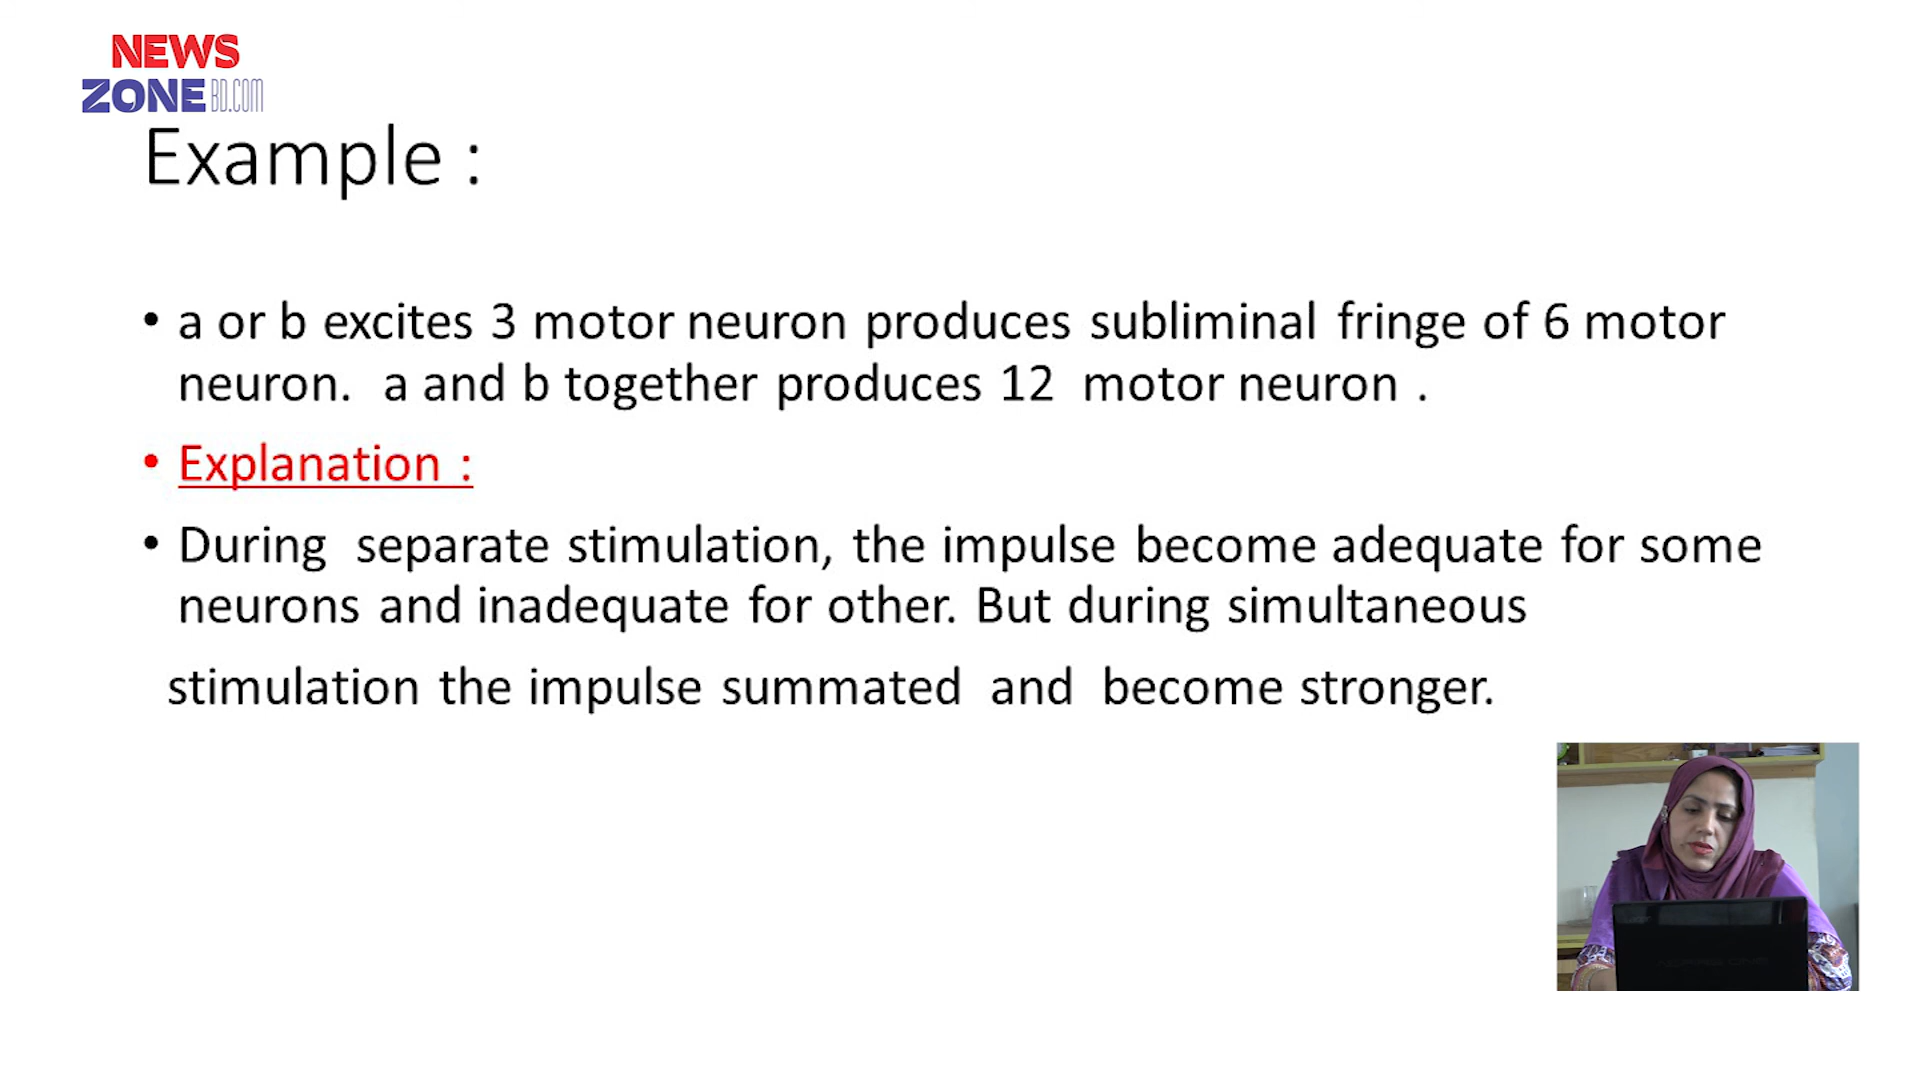 NEWS
ZONE BD.COM
Example :
• a or b excites 3 motor neuron produces subliminal fringe of 6 motor
neuron. a and b together produces 12 motor neuron .
• Explanation :
• During separate stimulation, the impulse become adequate for some
neurons and inadequate for other. But during simultaneous
stimulation the impulse summated and become stronger.